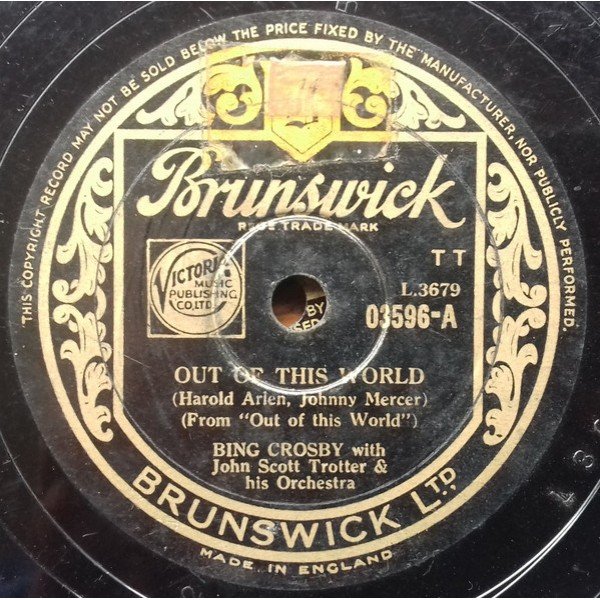 THIS COPYRIGHT RECORD MAY NOT BE SOLD BELOW THE PRICE FIXED BY THE MANUFACTURER, NOR PUBLICLY PERFORMED.
Brunswick
REGD TRADE MARK
VICTORIA
MUSIC
PUBLISHING
CO. LTD.
TT
L.3679
03596-A
OUT OF THIS WORLD
(Harold Arlen, Johnny Mercer)
(From "Out of this World")
BING CROSBY with
John Scott Trotter &
his Orchestra
BRUNSWICK LTD.,
MADE IN ENGLAND